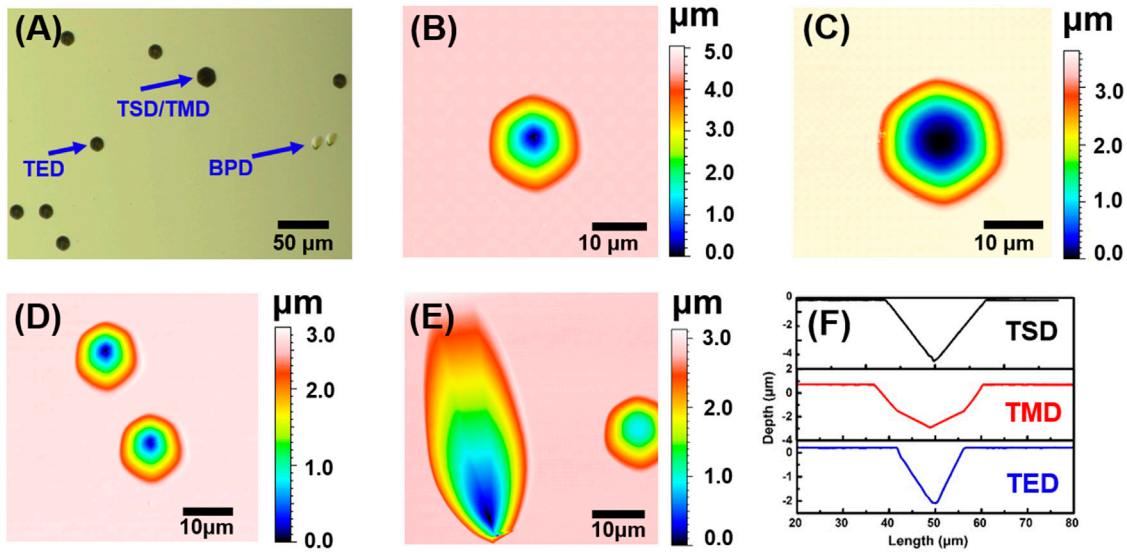 (A)
TSD/TMD
TED
BPD
50 µm
(B)
10 µm
µm
5.0
4.0
3.0
2.0
1.0
0.0
(C)
10 µm
µm
3.0
2.0
1.0
0.0
(D)
10µm
µm
3.0
2.0
1.0
0.0
(E)
10µm
µm
3.0
2.0
1.0
0.0
(F)
Depth (µm)
0
-2
-4
TSD
2
0
-2
-4
TMD
0
-1
-2
TED
20 30 40 50 60 70 80
Length (µm)